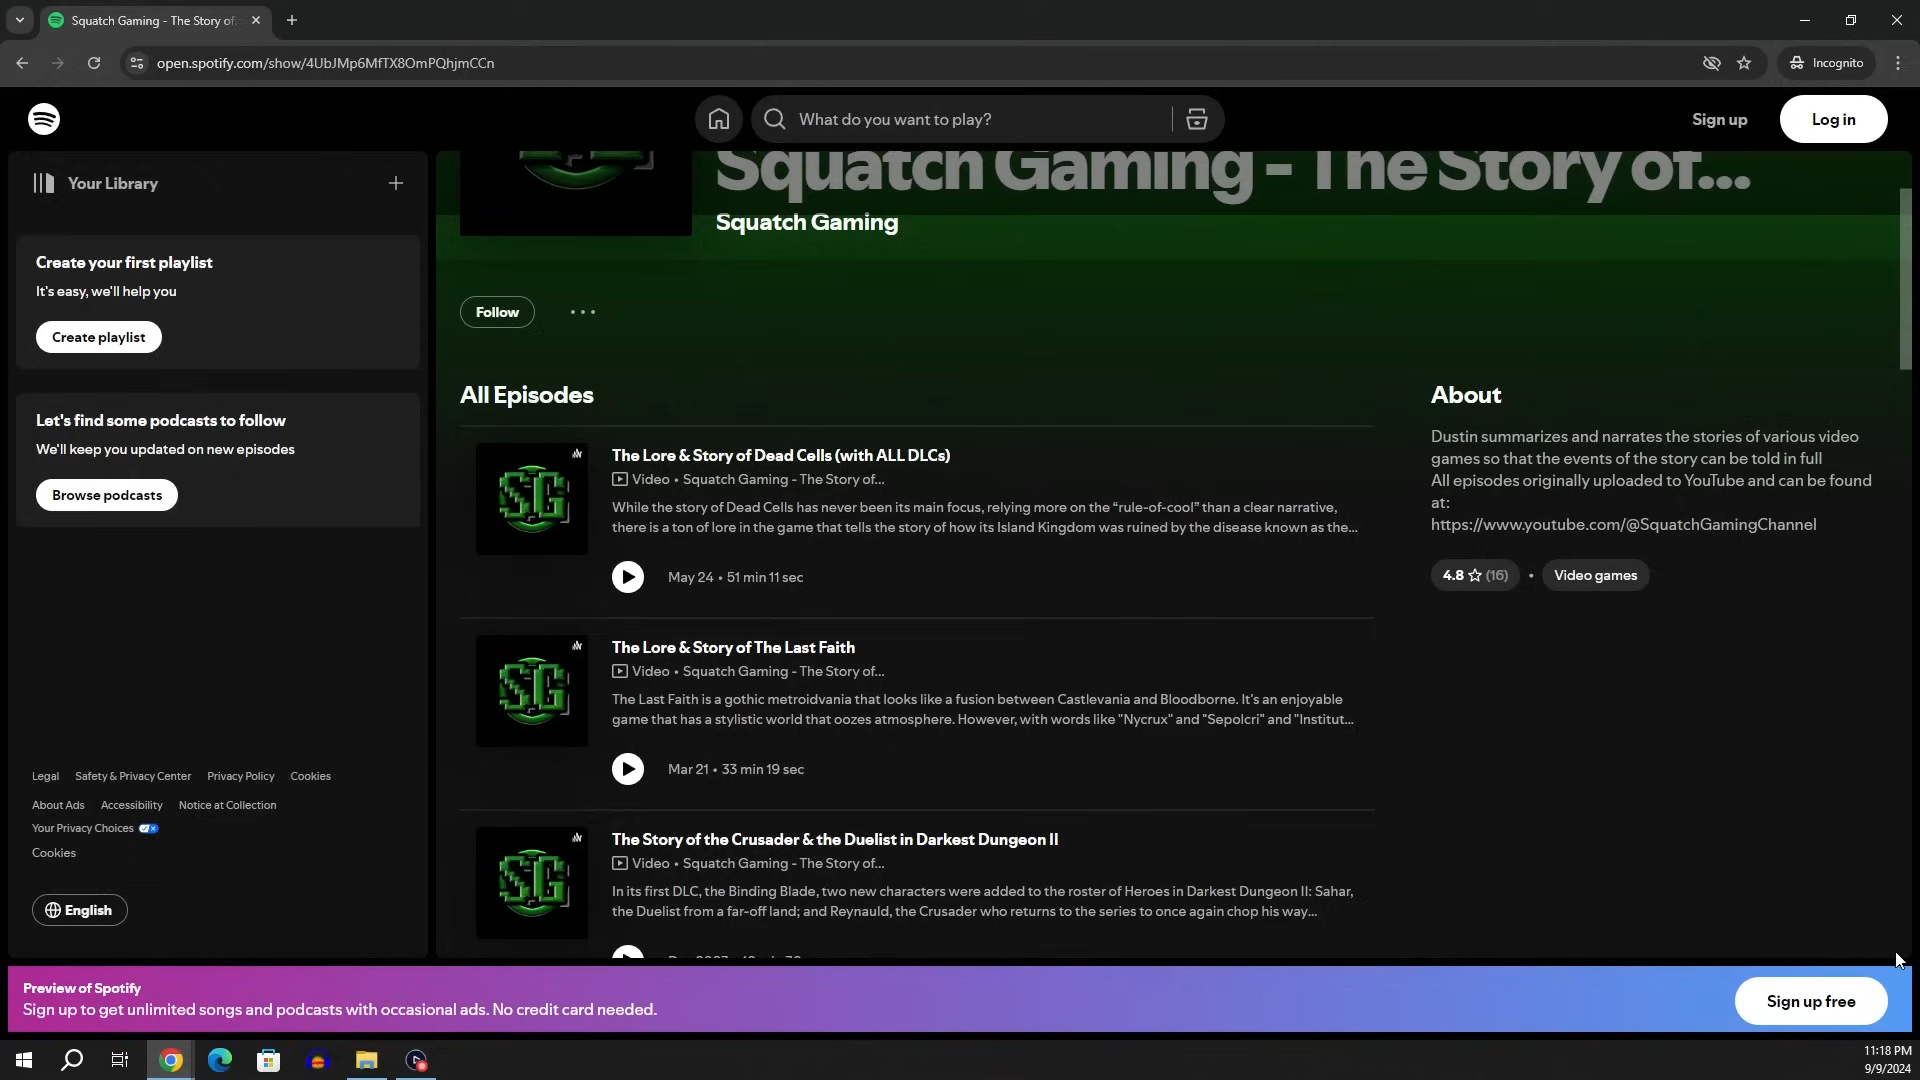 Squatch Gaming - The Story of
open.spotify.com/show/4UbJMp6MfTX8OmPQhjmCCn
Incognito
What do you want to play?
Sign up
Log in
Your Library
Create your first playlist
It's easy, we'll help you
Create playlist
Let's find some podcasts to follow
We'll keep you updated on new episodes
Browse podcasts
Legal Safety & Privacy Center Privacy Policy Cookies
About Ads Accessibility Notice at Collection
Your Privacy Choices
Cookies
English
Squatch Gaming - The Story of...
Squatch Gaming
Follow
All Episodes
SG
The Lore & Story of Dead Cells (with ALL DLCs)
Video • Squatch Gaming - The Story of...
While the story of Dead Cells has never been its main focus, relying more on the “rule-of-cool” than a clear narrative,
there is a ton of lore in the game that tells the story of how its Island Kingdom was ruined by the disease known as the...
May 24 • 51 min 11 sec
SG
The Lore & Story of The Last Faith
Video • Squatch Gaming - The Story of...
The Last Faith is a gothic metroidvania that looks like a fusion between Castlevania and Bloodborne. It's an enjoyable
game that has a stylistic world that oozes atmosphere. However, with words like "Nycrux" and "Sepolcri" and "Institut...
Mar 21 • 33 min 19 sec
SG
The Story of the Crusader & the Duelist in Darkest Dungeon II
Video • Squatch Gaming - The Story of...
In its first DLC, the Binding Blade, two new characters were added to the roster of Heroes in Darkest Dungeon II: Sahar,
the Duelist from a far-off land; and Reynauld, the Crusader who returns to the series to once again chop his way...
About
Dustin summarizes and narrates the stories of various video
games so that the events of the story can be told in full
All episodes originally uploaded to YouTube and can be found
at:
https://www.youtube.com/@SquatchGamingChannel
4.8 (16) • Video games
Preview of Spotify
Sign up to get unlimited songs and podcasts with occasional ads. No credit card needed.
Sign up free
11:18 PM
9/9/2024